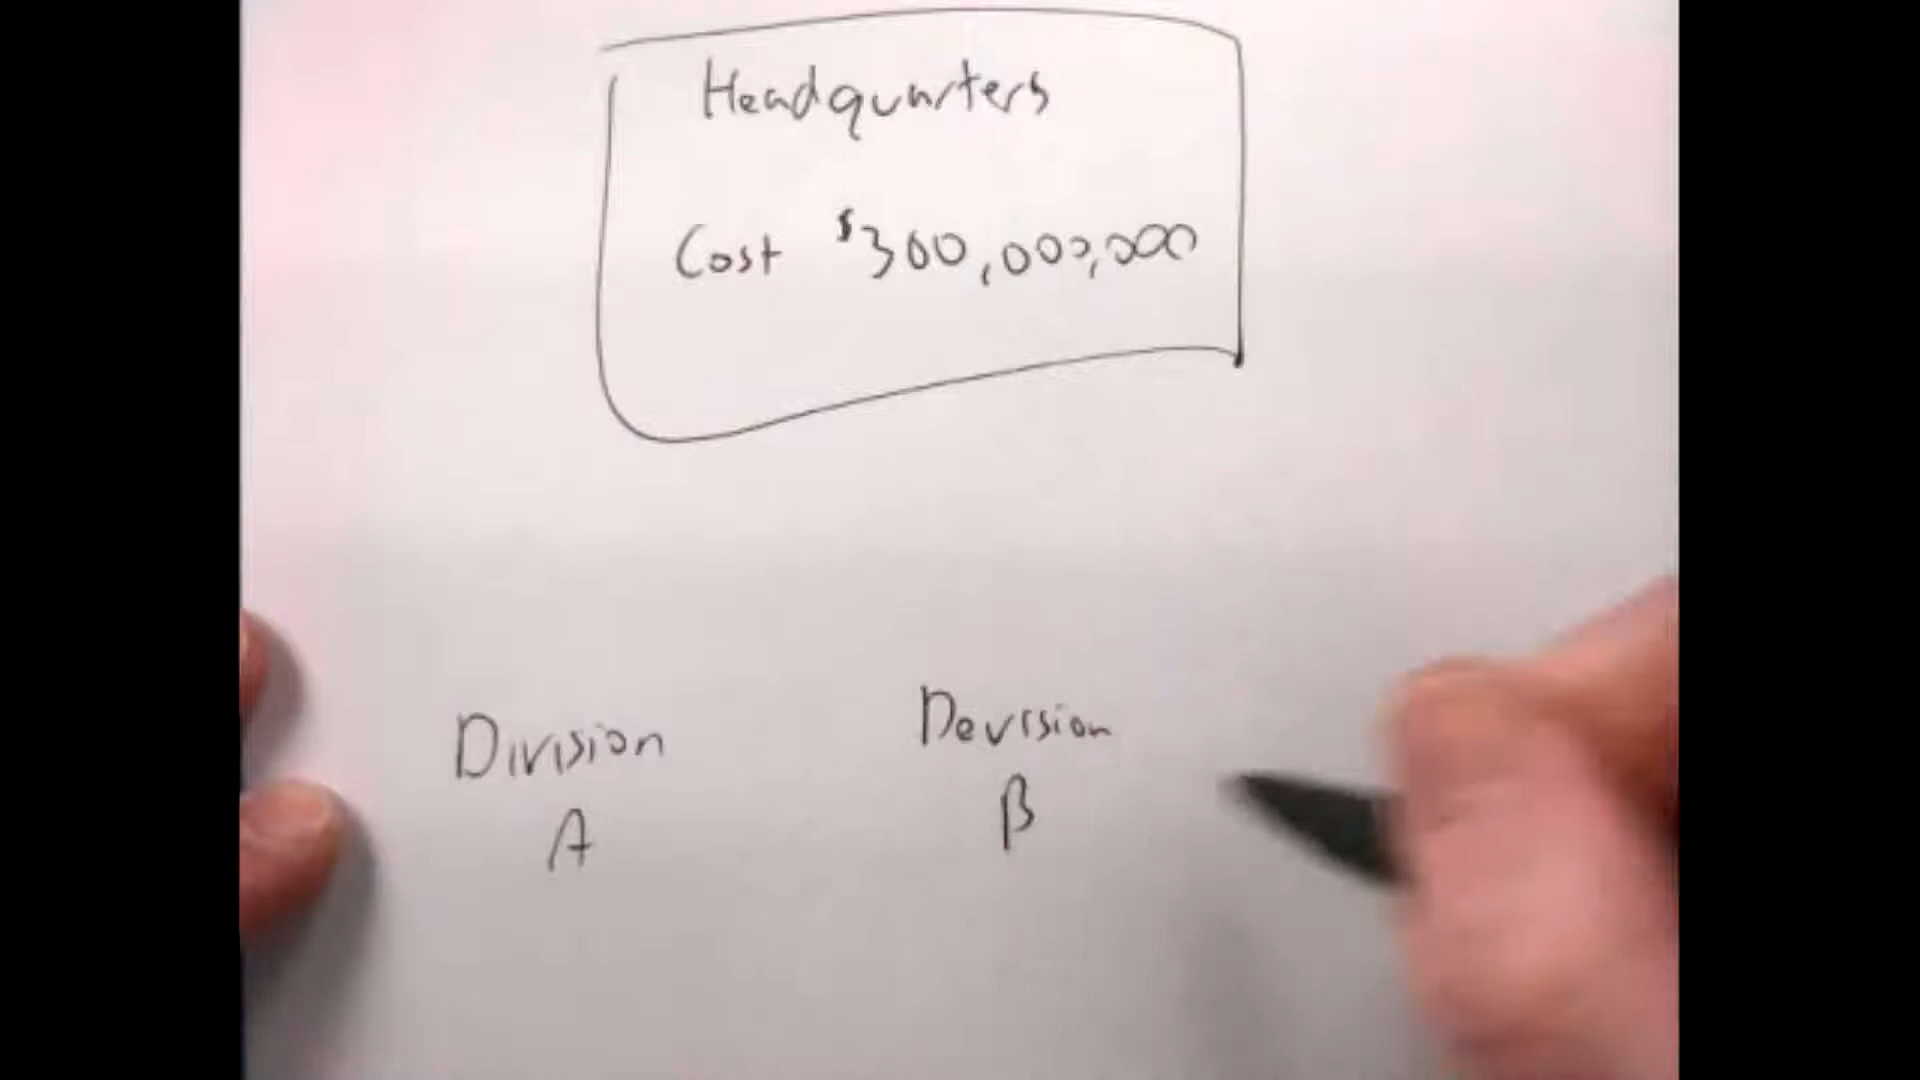 Headquarters
Cost $300,000,000
Division
A
Devision
B